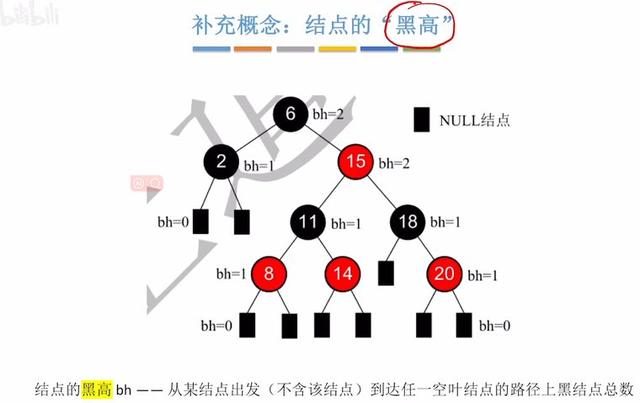 bilibili
补充概念：结点的“黑高”
6 bh=2
NULL结点
2 bh=1
15 bh=2
bh=0
11 bh=1
18 bh=1
bh=1 8
14
20 bh=1
bh=0
bh=0
结点的黑高 bh —— 从某结点出发（不含该结点）到达任一空叶结点的路径上黑结点总数